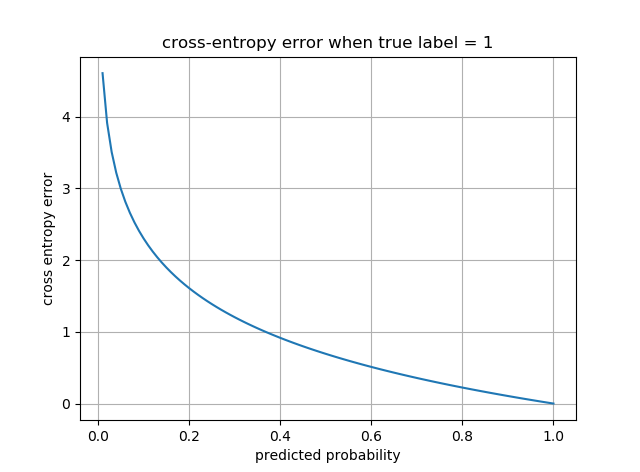 cross-entropy error when true label = 1
cross entropy error
4
3
2
1
0
0.0 0.2 0.4 0.6 0.8 1.0
predicted probability